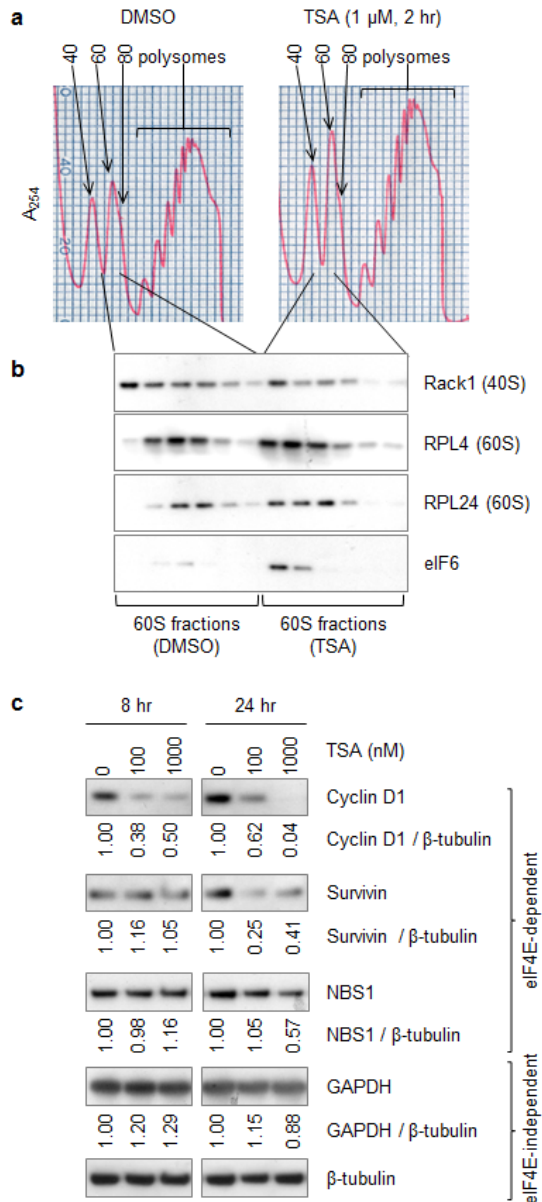 a
DMSO
TSA (1 µM, 2 hr)
40
60
80
polysomes
40
60
80
polysomes
A254
0
40
20
b
Rack1 (40S)
RPL4 (60S)
RPL24 (60S)
eIF6
60S fractions
(DMSO)
60S fractions
(TSA)
c
8 hr
24 hr
0
100
1000
0
100
1000
TSA (nM)
Cyclin D1
1.00
0.38
0.50
1.00
0.62
0.04
Cyclin D1 / β-tubulin
Survivin
1.00
1.16
1.05
1.00
0.25
0.41
Survivin / β-tubulin
NBS1
1.00
0.98
1.16
1.00
1.05
0.57
NBS1 / β-tubulin
eIF4E-dependent
GAPDH
1.00
1.20
1.29
1.00
1.15
0.88
GAPDH / β-tubulin
β-tubulin
eIF4E-independent